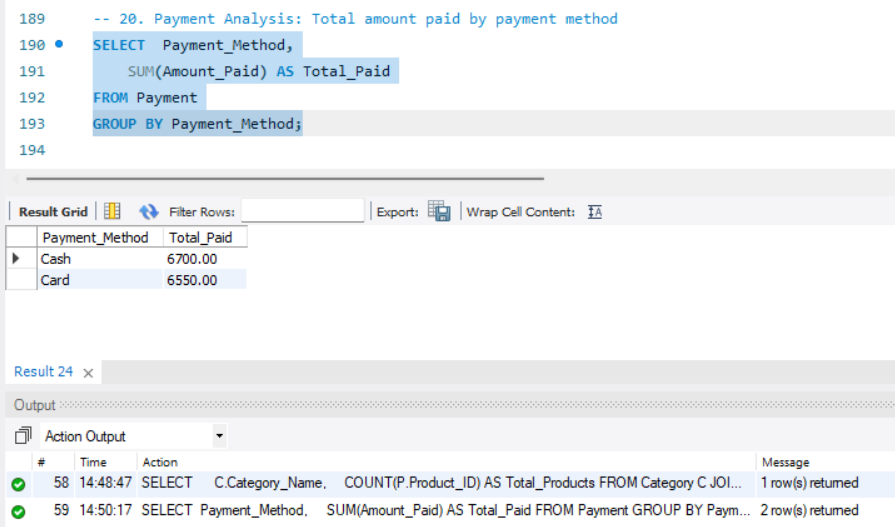 189 -- 20. Payment Analysis: Total amount paid by payment method
190 SELECT Payment_Method,
191 SUM(Amount_Paid) AS Total_Paid
192 FROM Payment
193 GROUP BY Payment_Method;
194
Result Grid Filter Rows: Export: Wrap Cell Content: IA
Payment_Method Total_Paid
Cash 6700.00
Card 6550.00
Result 24 ×
Output
Action Output
# Time Action Message
58 14:48:47 SELECT C.Category_Name, COUNT(P.Product_ID) AS Total_Products FROM Category C JOI... 1 row(s) returned
59 14:50:17 SELECT Payment_Method, SUM(Amount_Paid) AS Total_Paid FROM Payment GROUP BY Paym... 2 row(s) returned